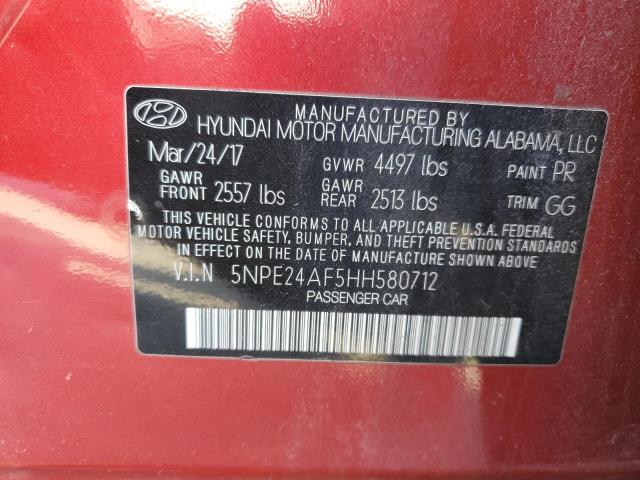 MANUFACTURED BY
HYUNDAI MOTOR MANUFACTURING ALABAMA, LLC
Mar/24/17 GVWR 4497 lbs PAINT PR
GAWR FRONT 2557 lbs GAWR REAR 2513 lbs TRIM GG
THIS VEHICLE CONFORMS TO ALL APPLICABLE U.S.A. FEDERAL
MOTOR VEHICLE SAFETY, BUMPER, AND THEFT PREVENTION STANDARDS
IN EFFECT ON THE DATE OF MANUFACTURE SHOWN ABOVE.
V.I.N 5NPE24AF5HH580712
PASSENGER CAR